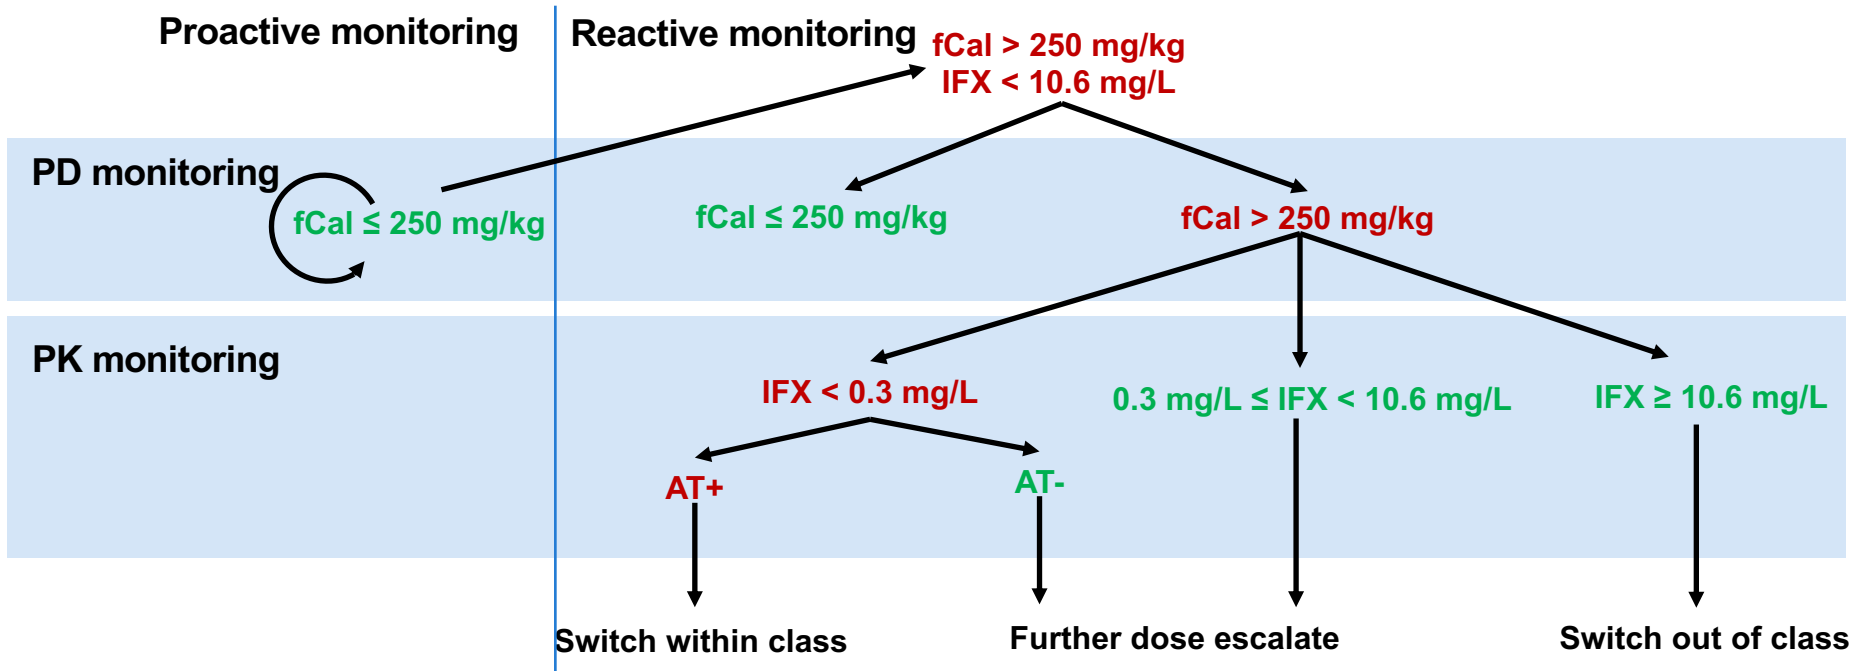 Proactive monitoring
Reactive monitoring
fCal > 250 mg/kg
IFX < 10.6 mg/L
PD monitoring
fCal ≤ 250 mg/kg
fCal ≤ 250 mg/kg
fCal > 250 mg/kg
PK monitoring
IFX < 0.3 mg/L
0.3 mg/L ≤ IFX < 10.6 mg/L
IFX ≥ 10.6 mg/L
AT+
AT-
Switch within class
Further dose escalate
Switch out of class